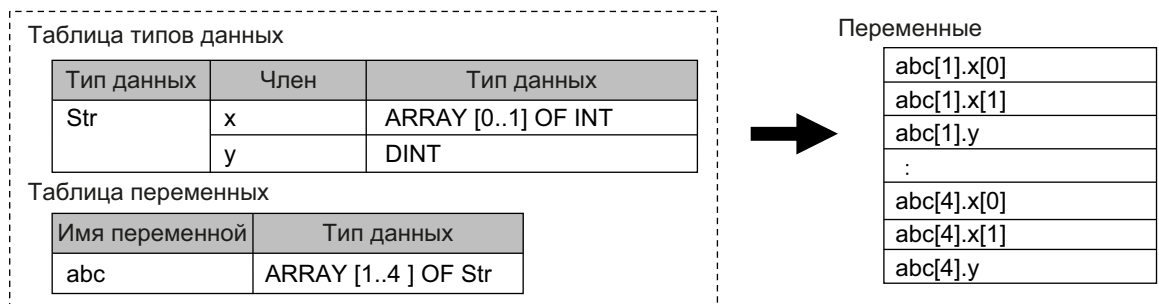 Таблица типов данных
Тип данных Член Тип данных
Str x ARRAY [0..1] OF INT
y DINT
Таблица переменных
Имя переменной Тип данных
abc ARRAY [1..4 ] OF Str
Переменные
abc[1].x[0]
abc[1].x[1]
abc[1].y
:
abc[4].x[0]
abc[4].x[1]
abc[4].y